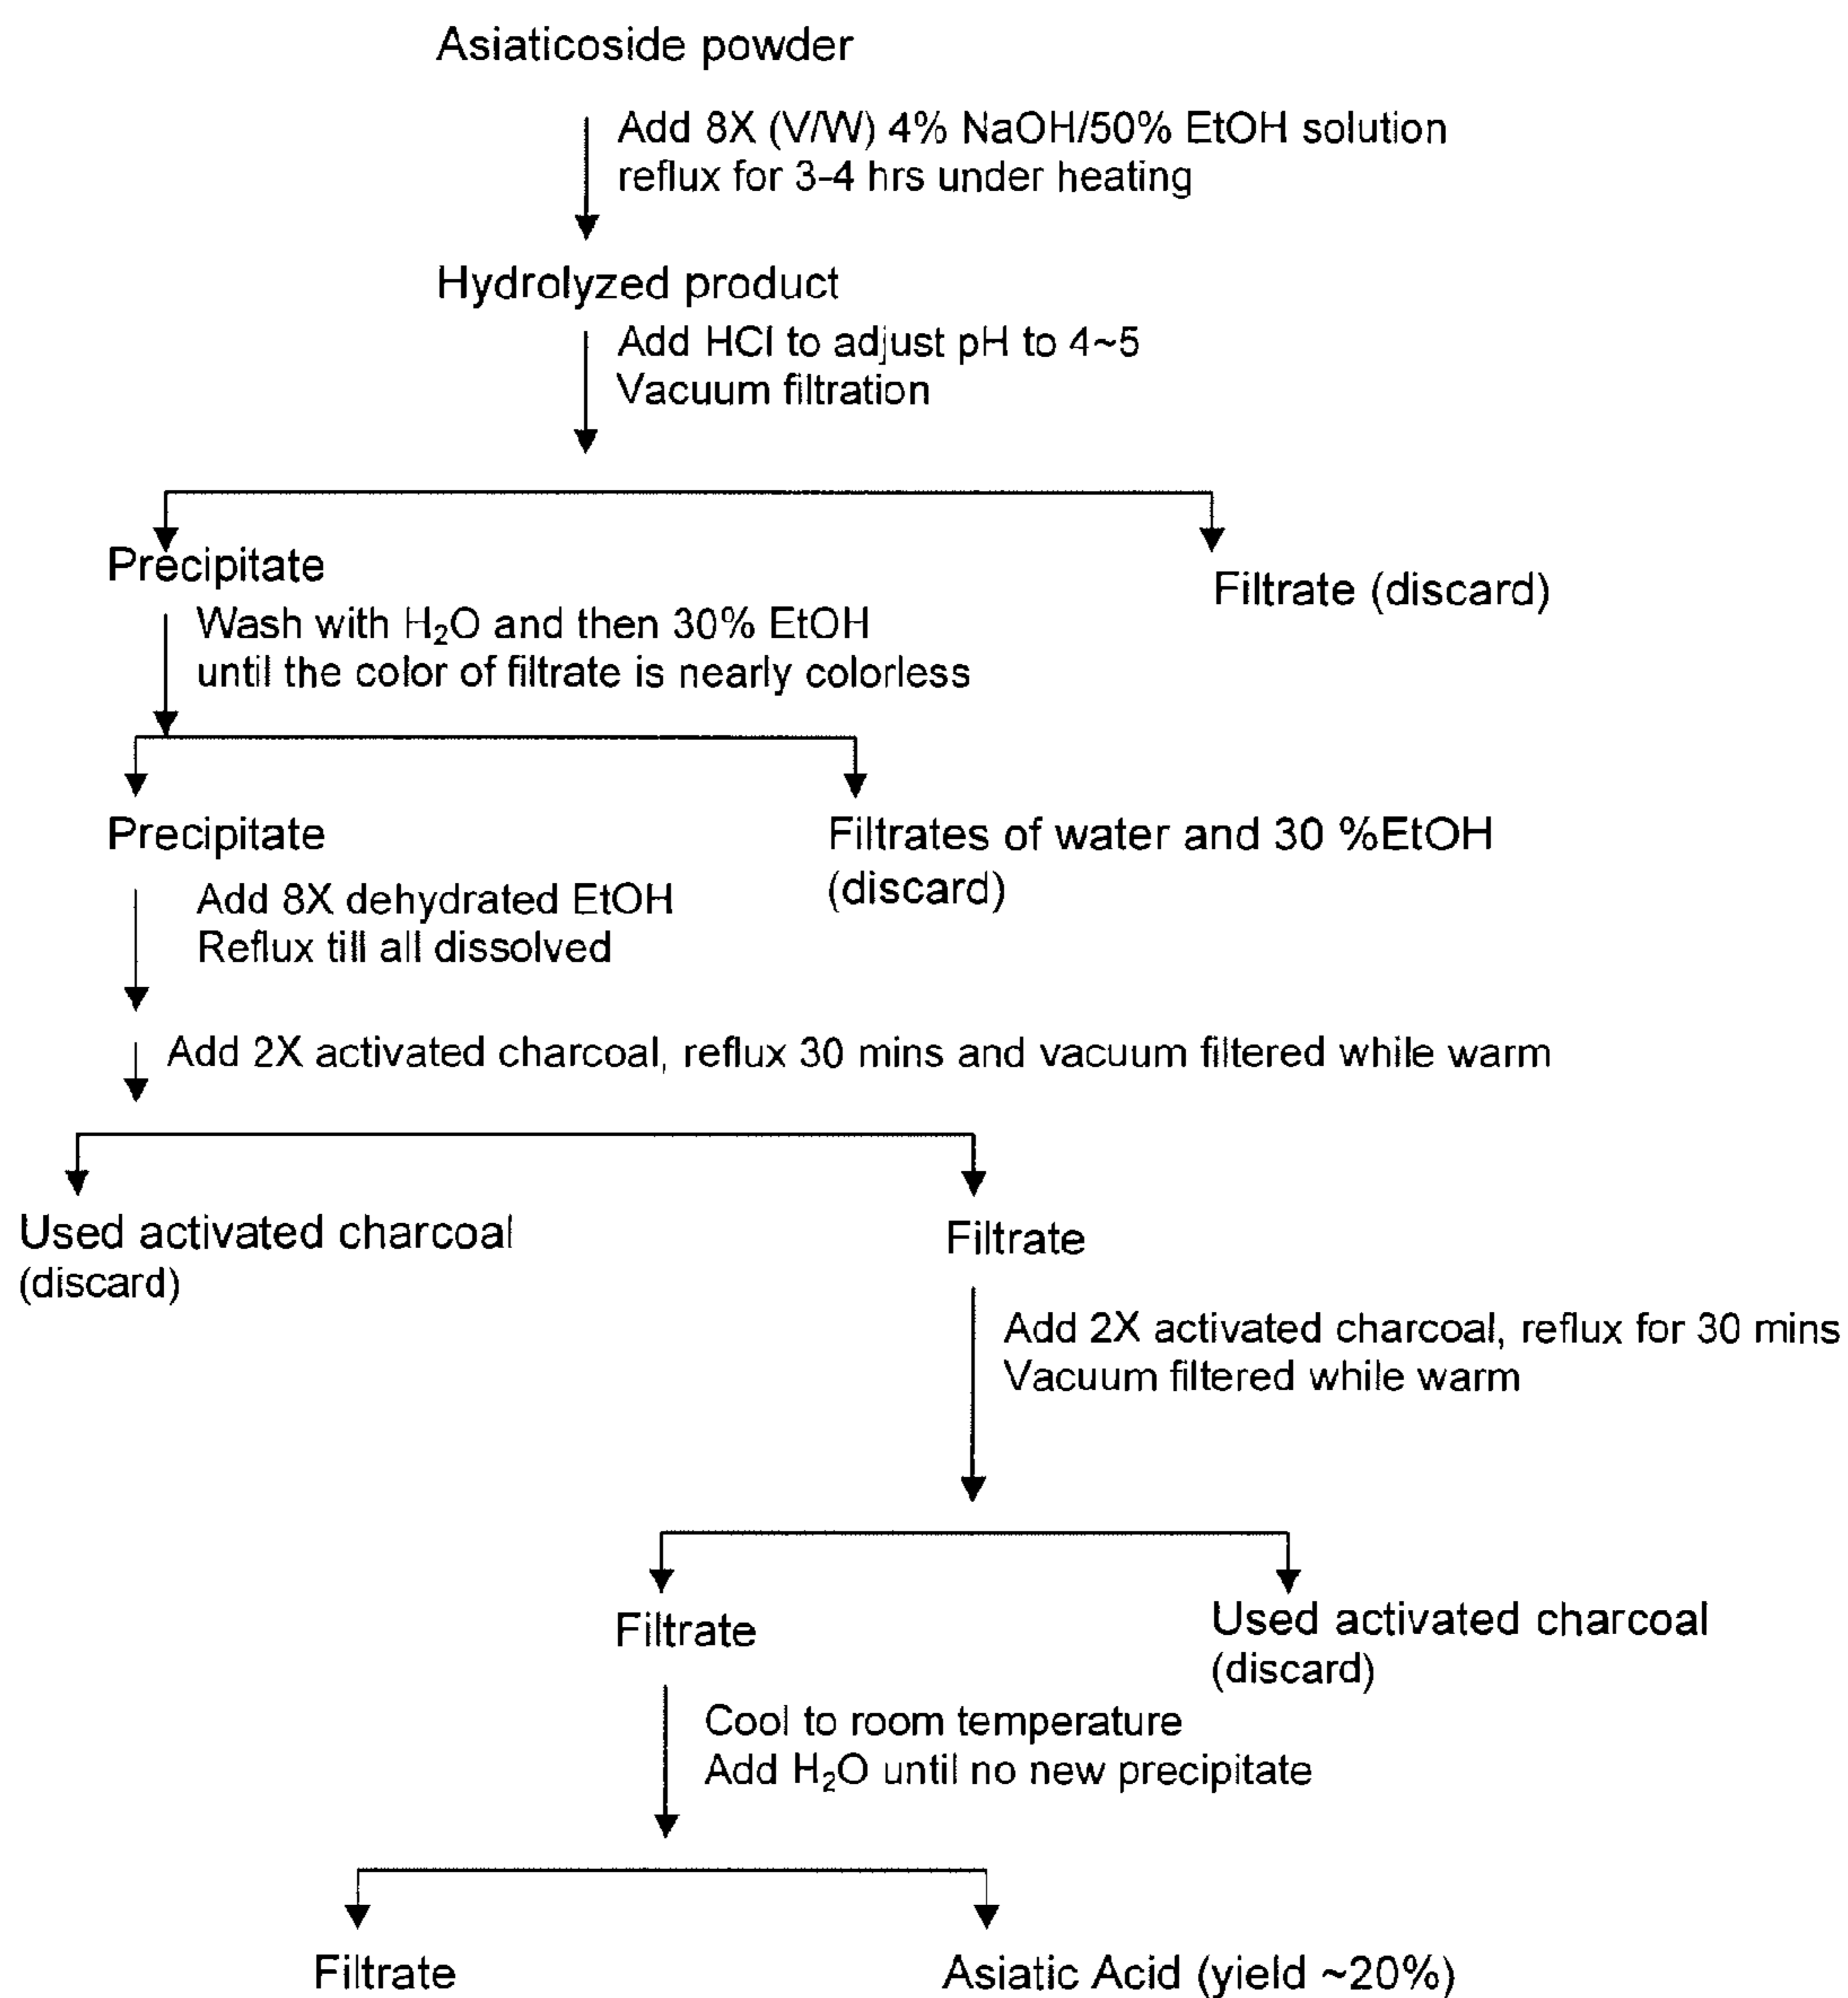 Asiaticoside powder
Add 8X (V/W) 4% NaOH/50% EtOH solution
reflux for 3-4 hrs under heating
Hydrolyzed product
Add HCl to adjust pH to 4~5
Vacuum filtration
Precipitate
Filtrate (discard)
Wash with H₂O and then 30% EtOH
until the color of filtrate is nearly colorless
Precipitate
Filtrates of water and 30 %EtOH
(discard)
Add 8X dehydrated EtOH
Reflux till all dissolved
Add 2X activated charcoal, reflux 30 mins and vacuum filtered while warm
Used activated charcoal
(discard)
Filtrate
Add 2X activated charcoal, reflux for 30 mins
Vacuum filtered while warm
Filtrate
Used activated charcoal
(discard)
Cool to room temperature
Add H₂O until no new precipitate
Filtrate
Asiatic Acid (yield ~20%)